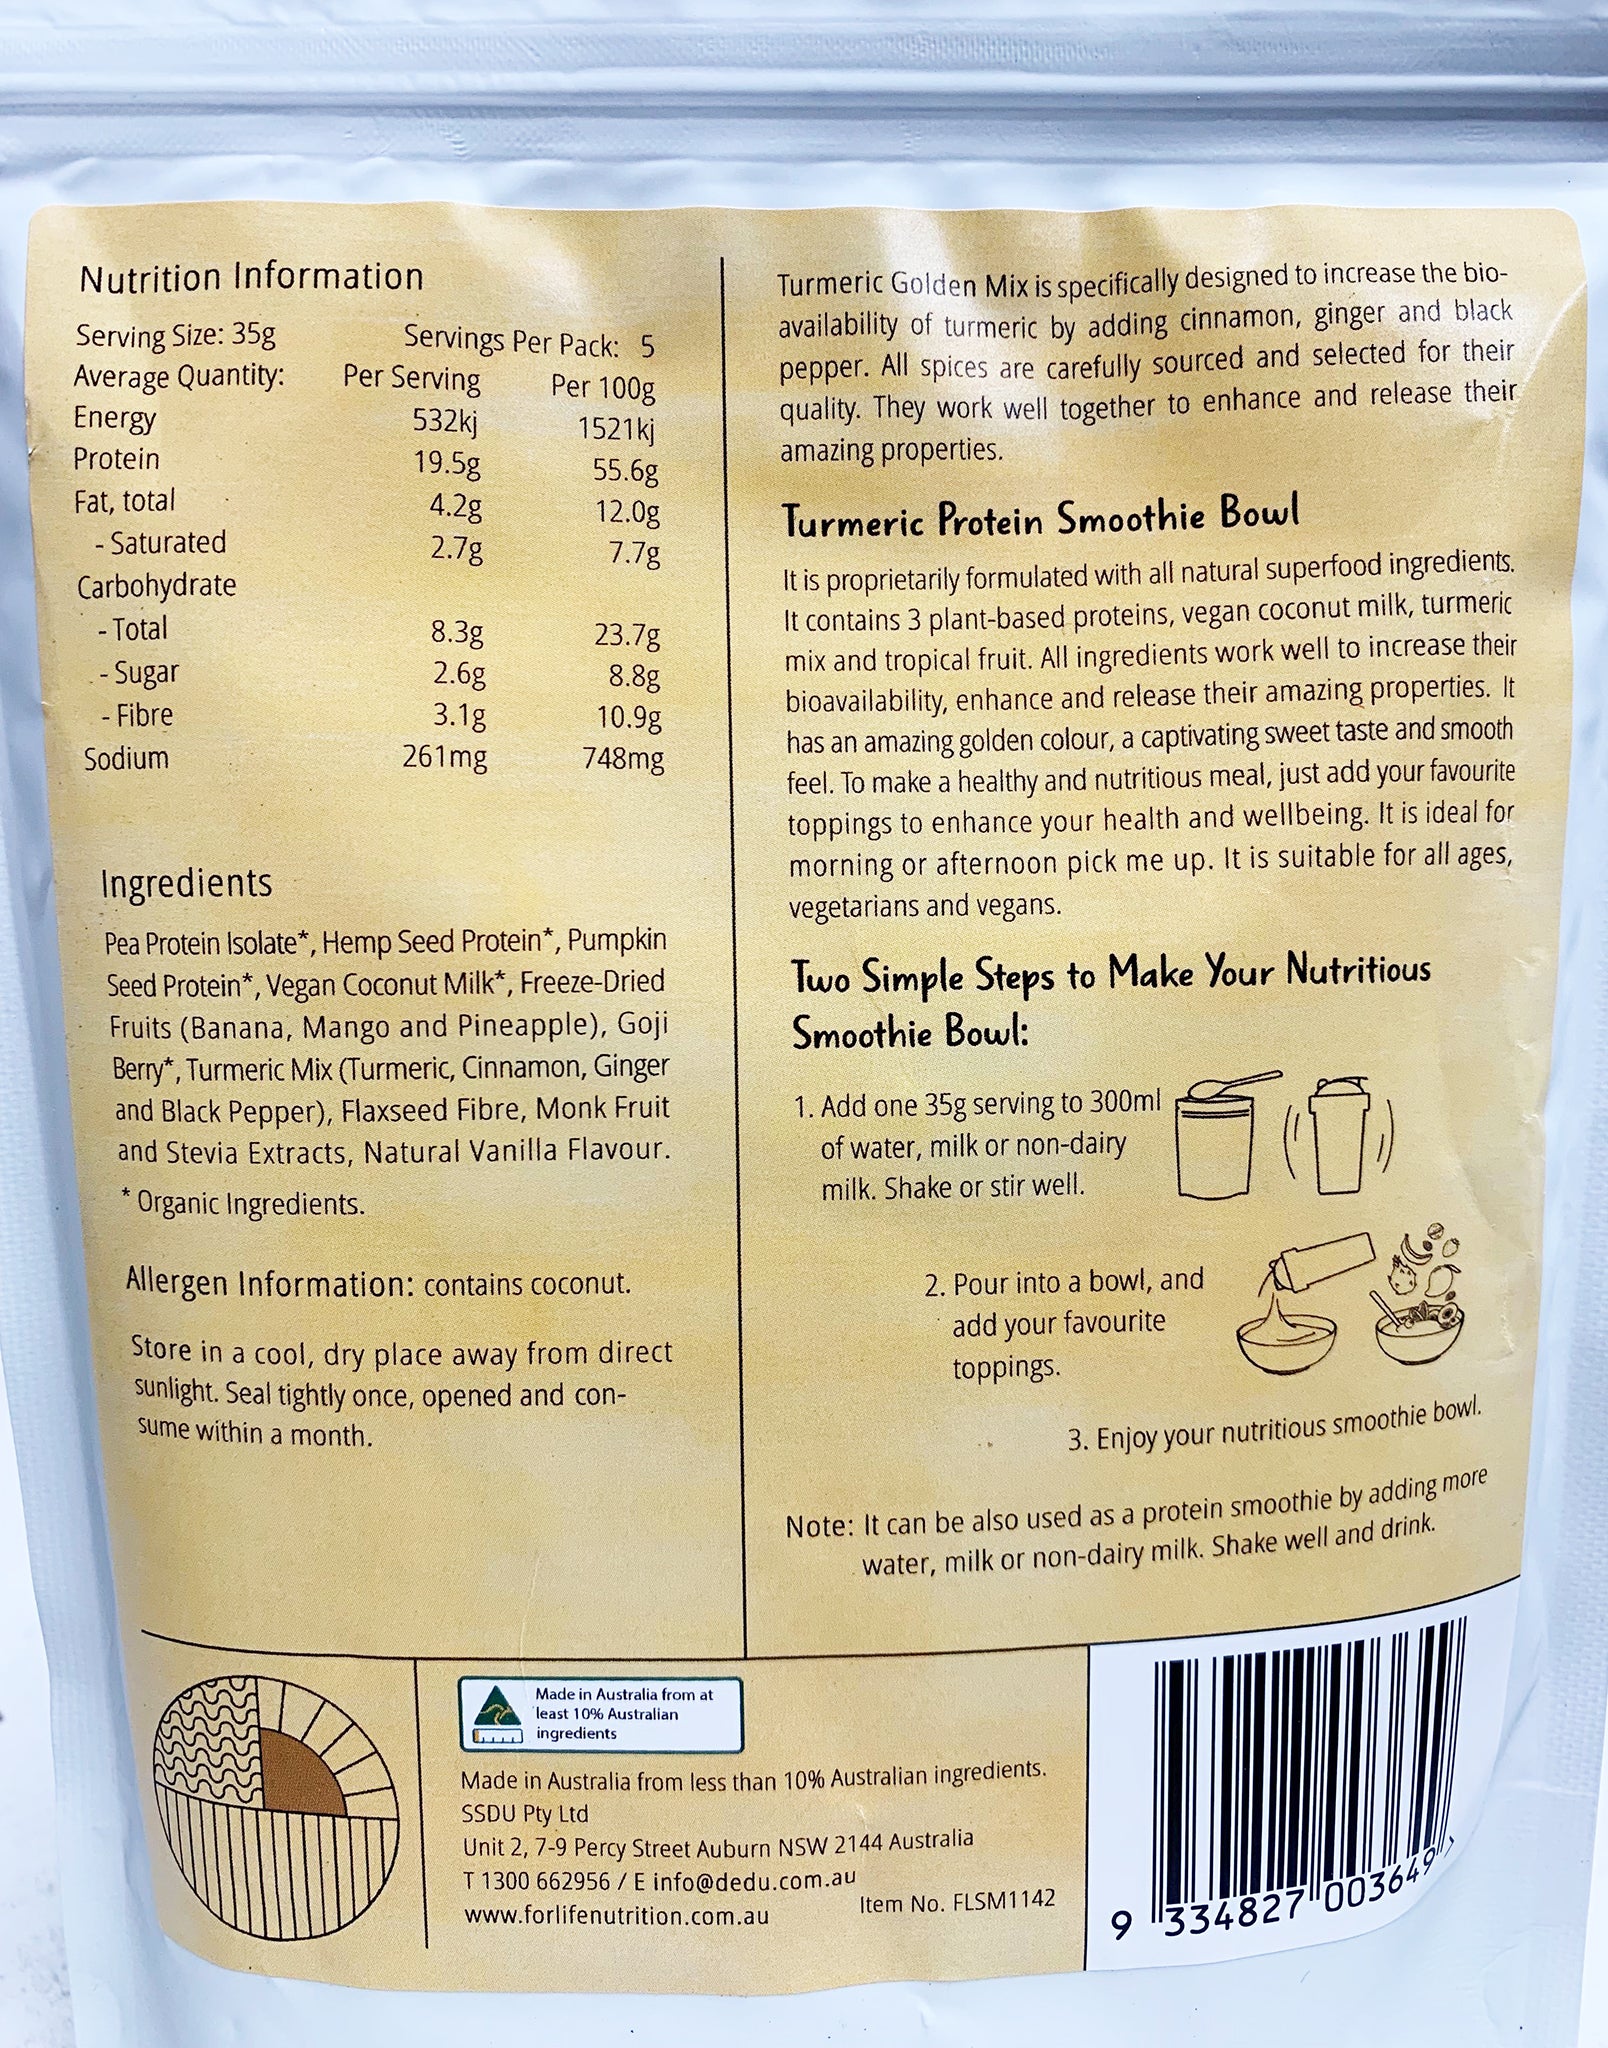 Nutrition Information
Serving Size: 35g Servings Per Pack: 5
Average Quantity: Per Serving Per 100g
Energy 532kj 1521kj
Protein 19.5g 55.6g
Fat, total 4.2g 12.0g
- Saturated 2.7g 7.7g
Carbohydrate
- Total 8.3g 23.7g
- Sugar 2.6g 8.8g
- Fibre 3.1g 10.9g
Sodium 261mg 748mg
Ingredients
Pea Protein Isolate*, Hemp Seed Protein*, Pumpkin
Seed Protein*, Vegan Coconut Milk*, Freeze-Dried
Fruits (Banana, Mango and Pineapple), Goji
Berry*, Turmeric Mix (Turmeric, Cinnamon, Ginger
and Black Pepper), Flaxseed Fibre, Monk Fruit
and Stevia Extracts, Natural Vanilla Flavour.
* Organic Ingredients.
Allergen Information: contains coconut.
Store in a cool, dry place away from direct
sunlight. Seal tightly once, opened and con-
sume within a month.
Turmeric Golden Mix is specifically designed to increase the bio-
availability of turmeric by adding cinnamon, ginger and black
pepper. All spices are carefully sourced and selected for their
quality. They work well together to enhance and release their
amazing properties.
Turmeric Protein Smoothie Bowl
It is proprietarily formulated with all natural superfood ingredients.
It contains 3 plant-based proteins, vegan coconut milk, turmeric
mix and tropical fruit. All ingredients work well to increase their
bioavailability, enhance and release their amazing properties. It
has an amazing golden colour, a captivating sweet taste and smooth
feel. To make a healthy and nutritious meal, just add your favourite
toppings to enhance your health and wellbeing. It is ideal for
morning or afternoon pick me up. It is suitable for all ages,
vegetarians and vegans.
Two Simple Steps to Make Your Nutritious
Smoothie Bowl:
1. Add one 35g serving to 300ml
of water, milk or non-dairy
milk. Shake or stir well.
2. Pour into a bowl, and
add your favourite
toppings.
3. Enjoy your nutritious smoothie bowl.
Note: It can be also used as a protein smoothie by adding more
water, milk or non-dairy milk. Shake well and drink.
Made in Australia from at
least 10% Australian
ingredients
Made in Australia from less than 10% Australian ingredients.
SSDU Pty Ltd
Unit 2, 7-9 Percy Street Auburn NSW 2144 Australia
T 1300 662956 / E info@dedu.com.au
www.forlifenutrition.com.au Item No. FLSM1142
9 334827 003649